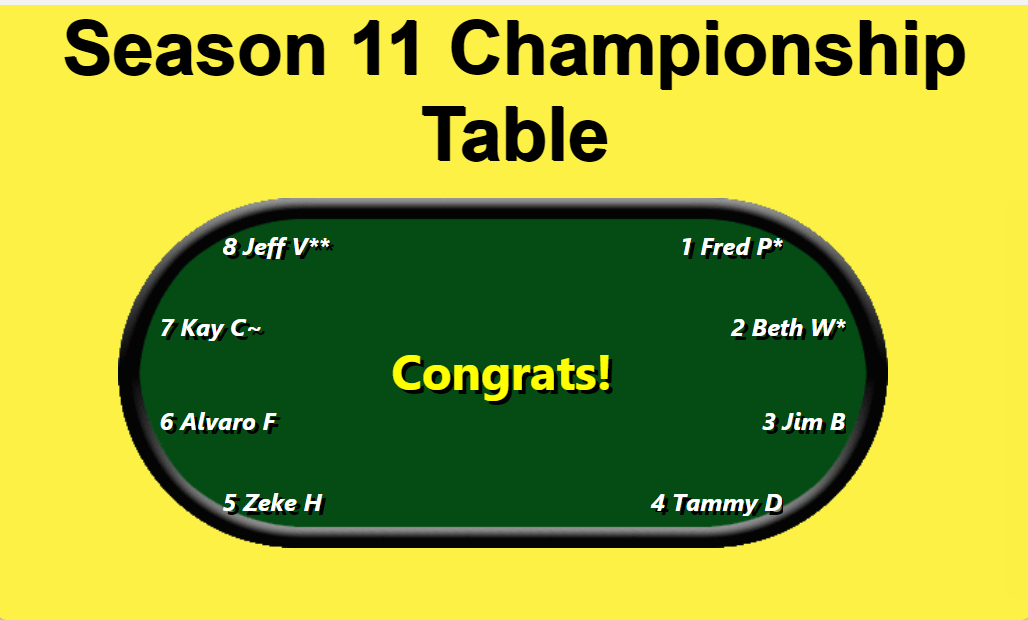 Season 11 Championship
Table
8 Jeff V**
1 Fred P*
7 Kay C~
2 Beth W*
Congrats!
6 Alvaro F
3 Jim B
5 Zeke H
4 Tammy D